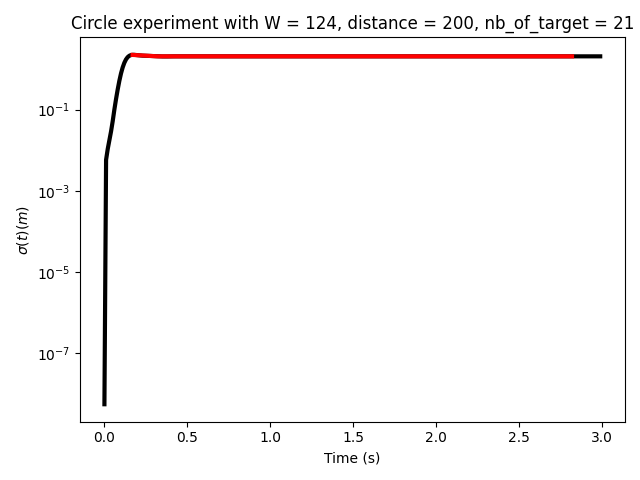 Circle experiment with W = 124, distance = 200, nb_of_target = 21
10⁻¹
10⁻³
10⁻⁵
10⁻⁷
σ(t)(m)
0.0 0.5 1.0 1.5 2.0 2.5 3.0
Time (s)